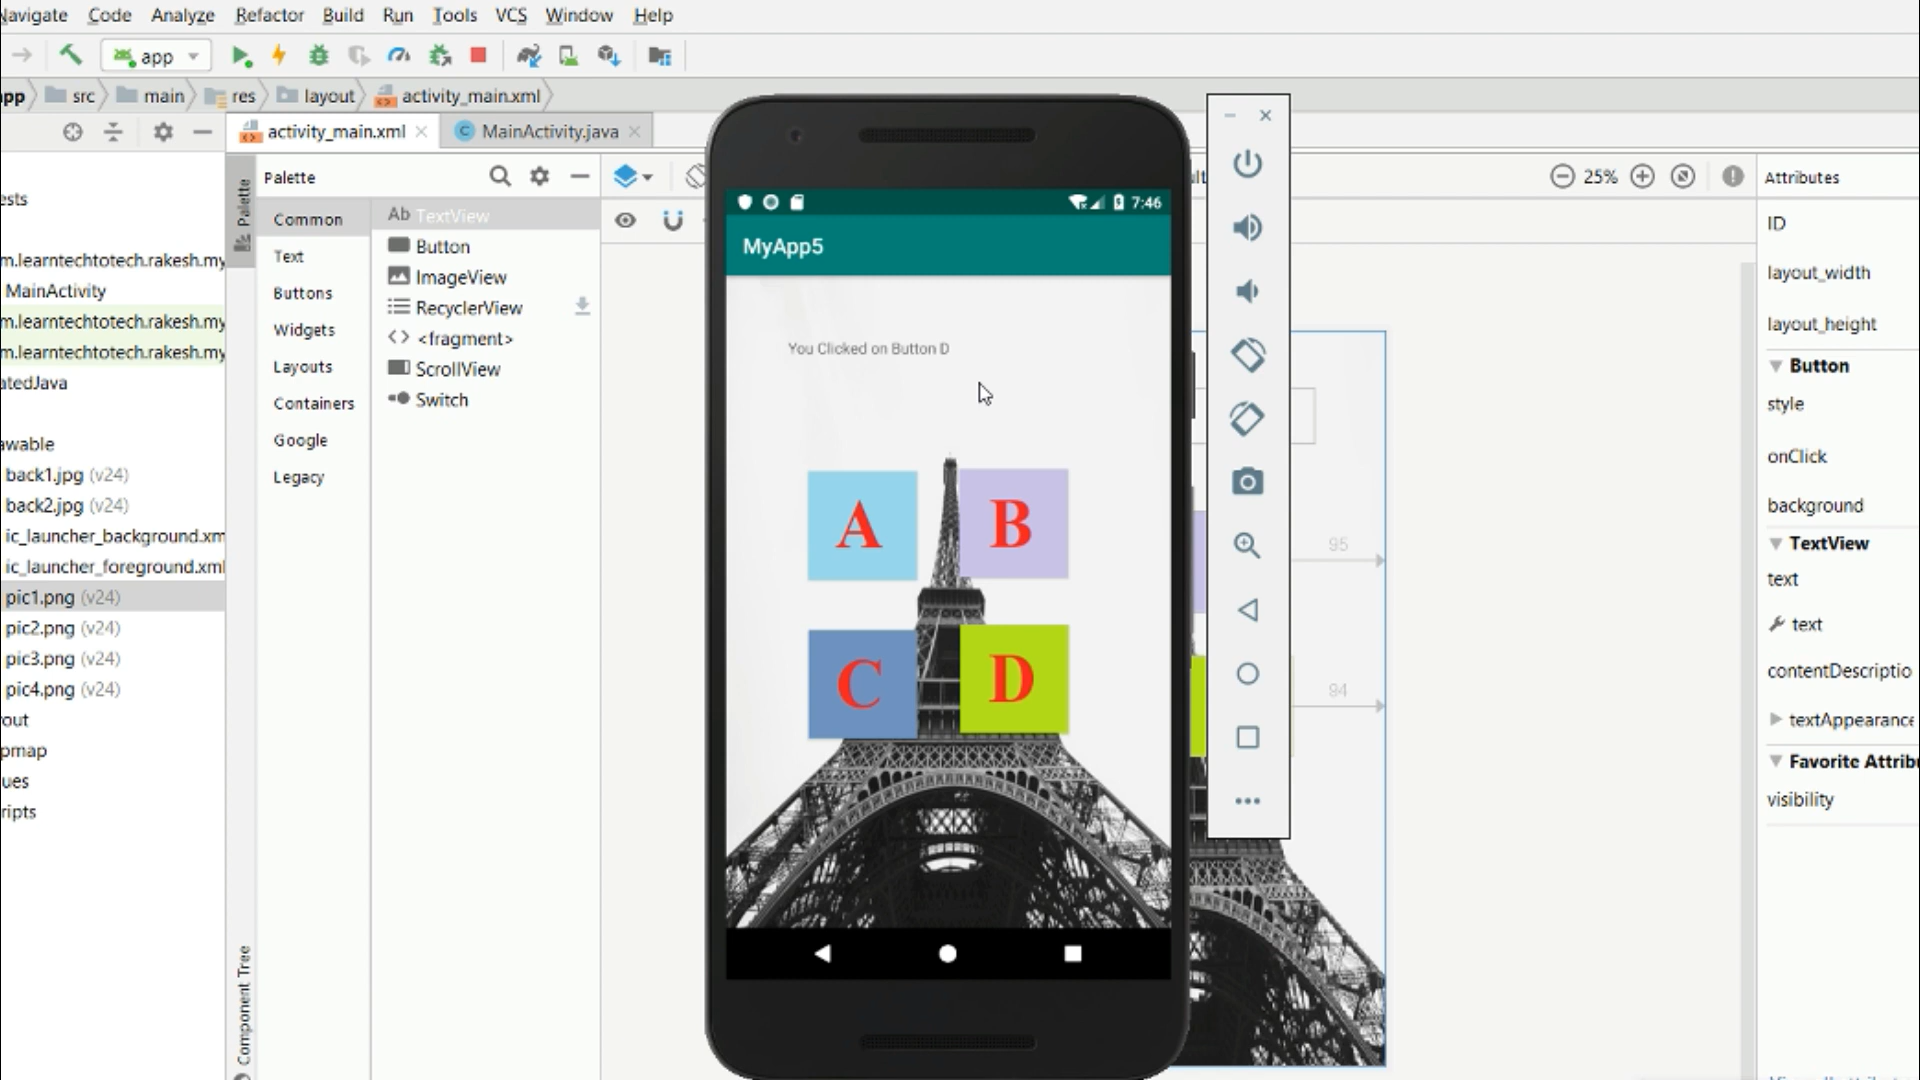 Navigate Code Analyze Refactor Build Run Tools VCS Window Help
app
app src main res layout activity_main.xml
activity_main.xml MainActivity.java
ests
m.learntechtotech.rakesh.my
MainActivity
m.learntechtotech.rakesh.my
m.learntechtotech.rakesh.my
atedJava
awable
back1.jpg (v24)
back2.jpg (v24)
ic_launcher_background.xm
ic_launcher_foreground.xml
pic1.png (v24)
pic2.png (v24)
pic3.png (v24)
pic4.png (v24)
out
pmap
ues
ripts
Palette
Component Tree
Palette
Common
Text
Buttons
Widgets
Layouts
Containers
Google
Legacy
Ab TextView
Button
ImageView
RecyclerView
<fragment>
ScrollView
Switch
7:46
MyApp5
You Clicked on Button D
A B
C D
ult
25%
95
94
Attributes
ID
layout_width
layout_height
Button
style
onClick
background
TextView
text
text
contentDescriptio
textAppearance
Favorite Attrib
visibility